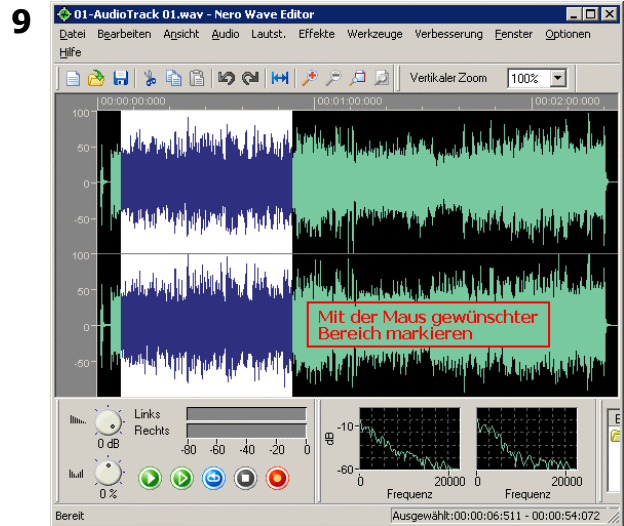 9
01-AudioTrack 01.wav - Nero Wave Editor
Datei Bearbeiten Ansicht Audio Lautst. Effekte Werkzeuge Verbesserung Fenster Optionen
Hilfe
Vertikaler Zoom 100%
00:00:00:000 00:01:00:000 00:02:00:000
100
50
0
-50
100
50
0
-50
Mit der Maus gewünschter
Bereich markieren
Links
Rechts
0 dB
-80 -60 -40 -20 0
0 %
dB
-10
-60
0 20000 0 20000
Frequenz Frequenz
E
Bereit Ausgewählt:00:00:06:511 - 00:00:54:072